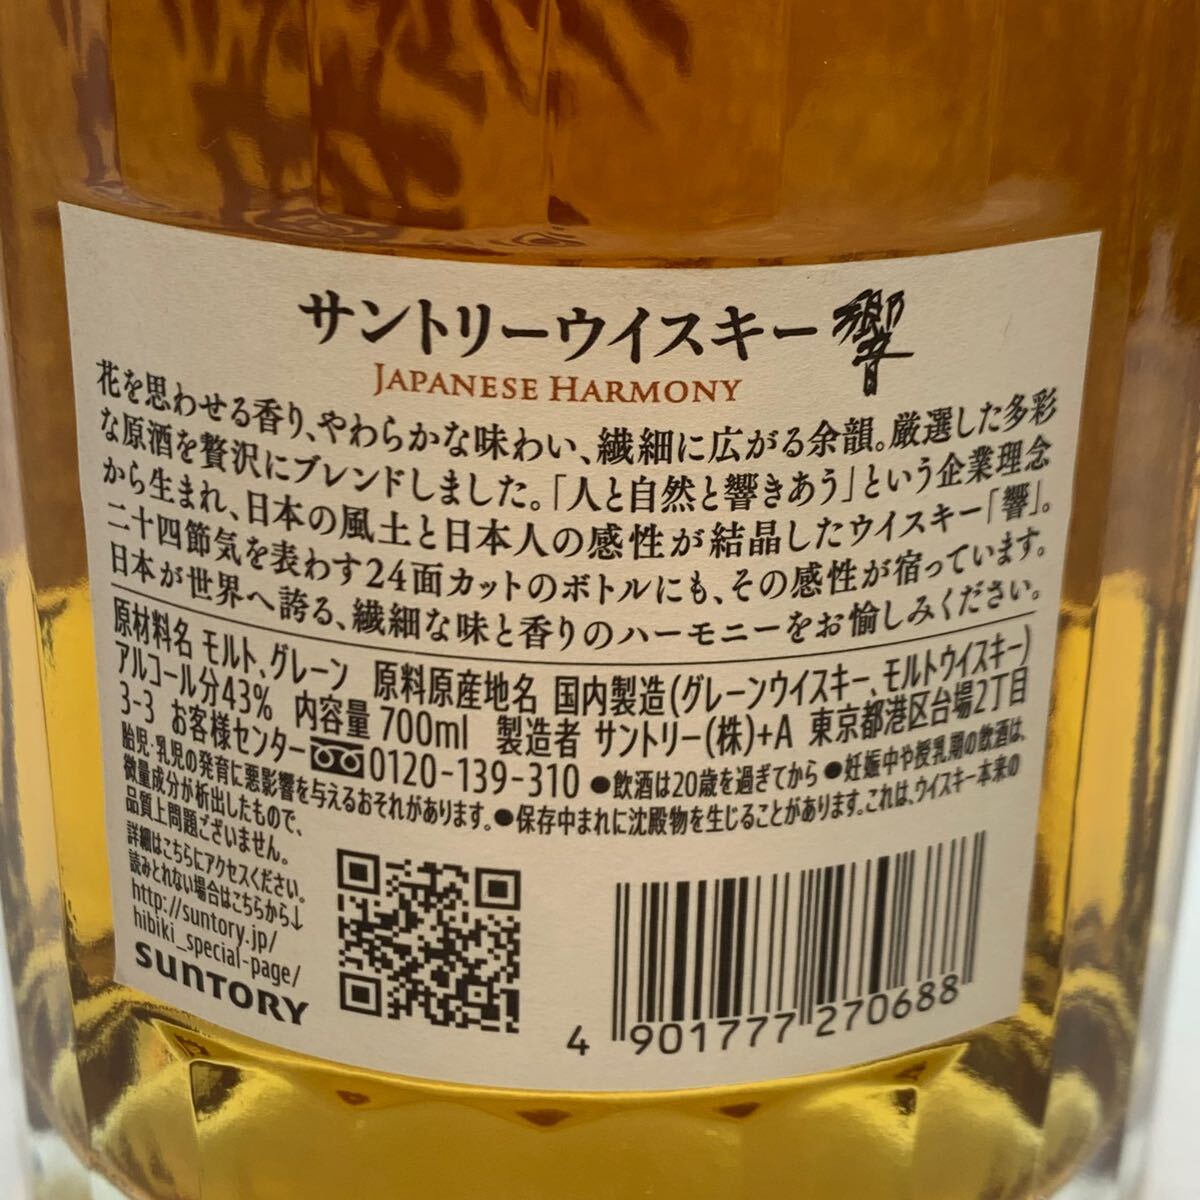 サントリーウイスキー 響
JAPANESE HARMONY
花を思わせる香り、やわらかな味わい、繊細に広がる余韻。厳選した多彩
な原酒を贅沢にブレンドしました。「人と自然と響きあう」という企業理念
から生まれ、日本の風土と日本人の感性が結晶したウイスキー「響」。
二十四節気を表わす24面カットのボトルにも、その感性が宿っています。
日本が世界へ誇る、繊細な味と香りのハーモニーをお愉しみください。
原材料名 モルト、グレーン 原料原産地名 国内製造(グレーンウイスキー、モルトウイスキー)
アルコール分43% 内容量 700ml 製造者 サントリー(株)+A 東京都港区台場2丁目
3-3 お客様センター 0120-139-310 ●飲酒は20歳を過ぎてから ●妊娠中や授乳期の飲酒は、
胎児・乳児の発育に悪影響を与えるおそれがあります。●保存中まれに沈殿物を生じることがあります。これは、ウイスキー本来の
微量成分が析出したもので、
品質上問題ございません。
詳細はこちらにアクセスください。
読みとれない場合はこちらから↓
http://suntory.jp/
hibiki_special-page/
SUNTORY
4 901777 270688